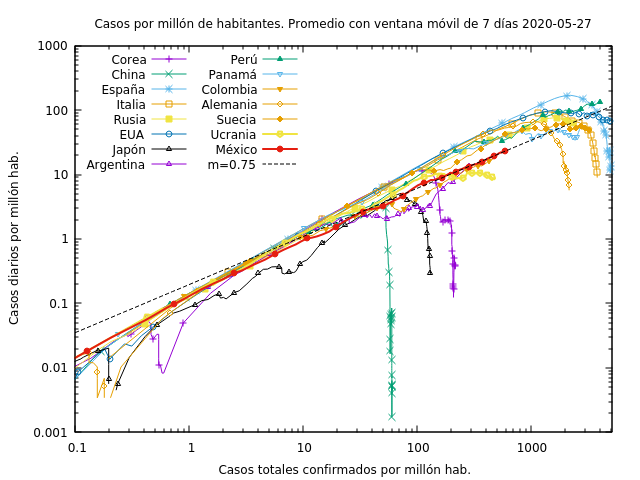 Casos por millón de habitantes. Promedio con ventana móvil de 7 días 2020-05-27
Casos diarios por millón hab.
1000
100
10
1
0.1
0.01
0.001
Corea
China
España
Italia
Rusia
EUA
Japón
Argentina
Perú
Panamá
Colombia
Alemania
Suecia
Ucrania
México
m=0.75
0.1 1 10 100 1000
Casos totales confirmados por millón hab.